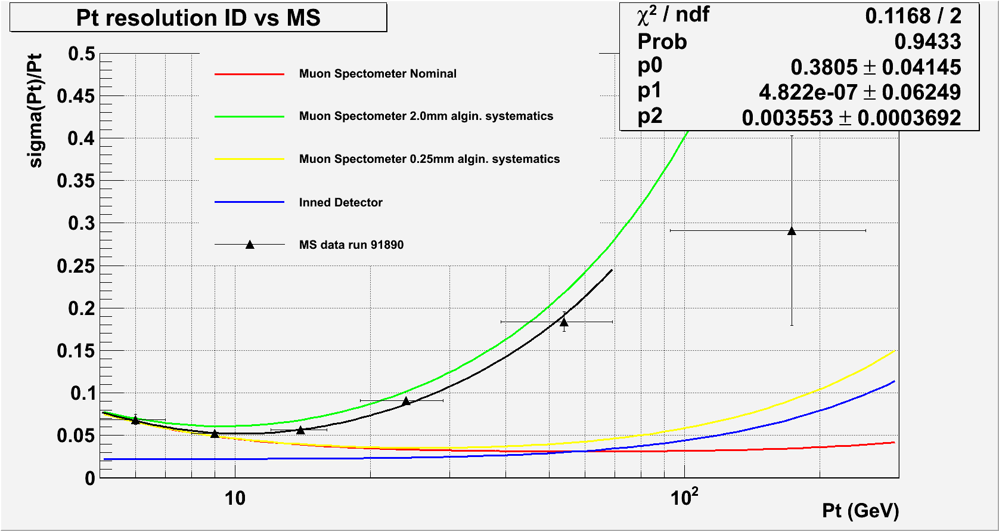 Pt resolution ID vs MS
χ² / ndf 0.1168 / 2
Prob 0.9433
p0 0.3805 ± 0.04145
p1 4.822e-07 ± 0.06249
p2 0.003553 ± 0.0003692
sigma(Pt)/Pt
0.5
0.45
0.4
0.35
0.3
0.25
0.2
0.15
0.1
0.05
0
Muon Spectometer Nominal
Muon Spectometer 2.0mm algin. systematics
Muon Spectometer 0.25mm algin. systematics
Inned Detector
MS data run 91890
10
10²
Pt (GeV)